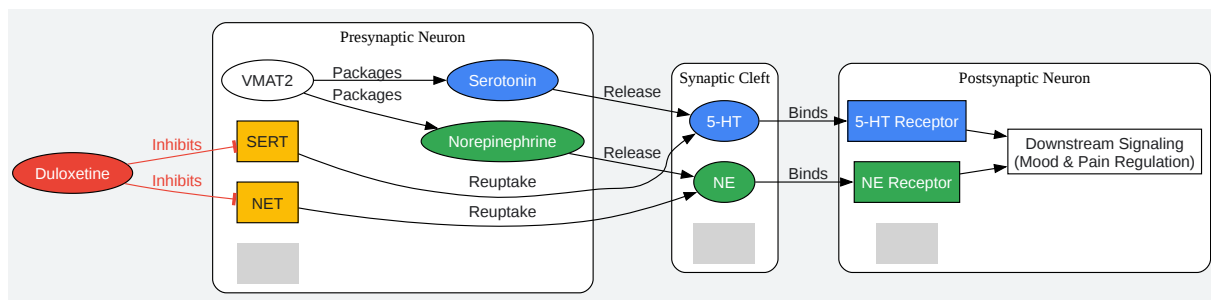 Presynaptic Neuron
VMAT2
Packages
Packages
Serotonin
Norepinephrine
SERT
NET
Duloxetine
Inhibits
Inhibits
Release
Release
Reuptake
Reuptake
Synaptic Cleft
5-HT
NE
Binds
Binds
Postsynaptic Neuron
5-HT Receptor
NE Receptor
Downstream Signaling
(Mood & Pain Regulation)